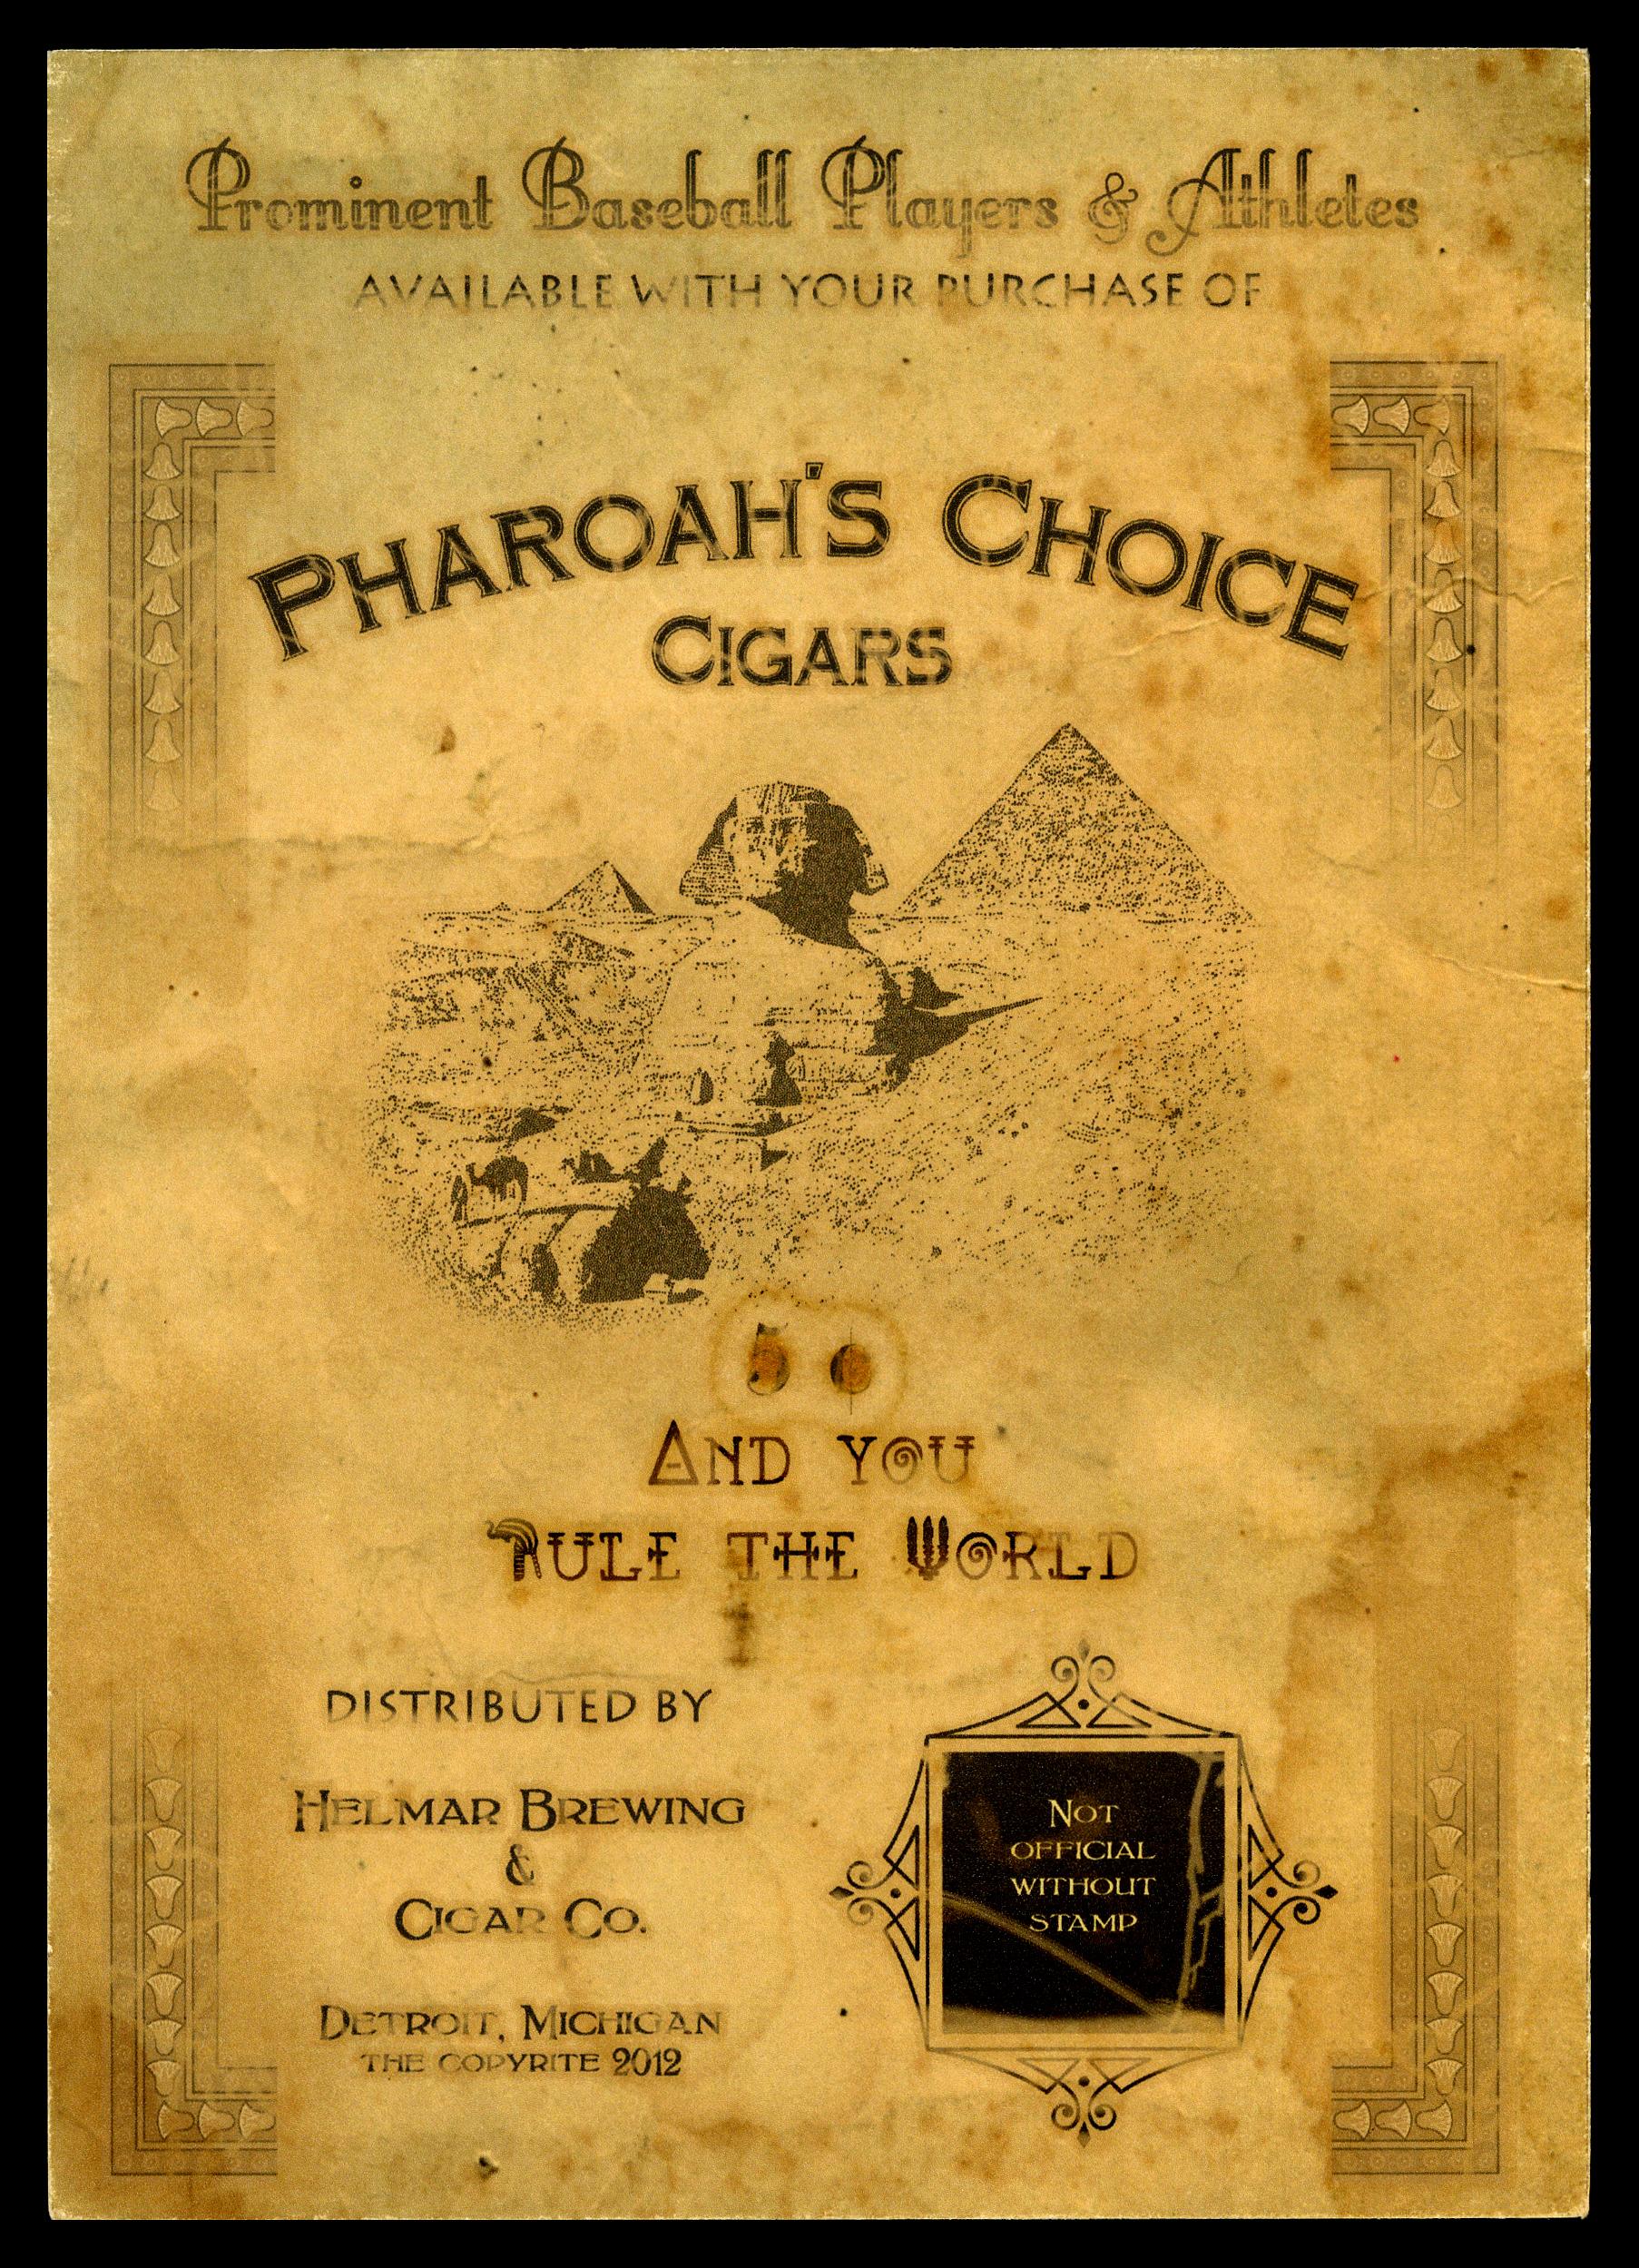 Prominent Baseball Players & Athletes
AVAILABLE WITH YOUR PURCHASE OF
PHAROAH'S CHOICE
CIGARS
5 ¢
AND YOU
RULE THE WORLD
DISTRIBUTED BY
HELMAR BREWING
&
CIGAR CO.
DETROIT, MICHIGAN
THE COPYRITE 2012
NOT
OFFICIAL
WITHOUT
STAMP